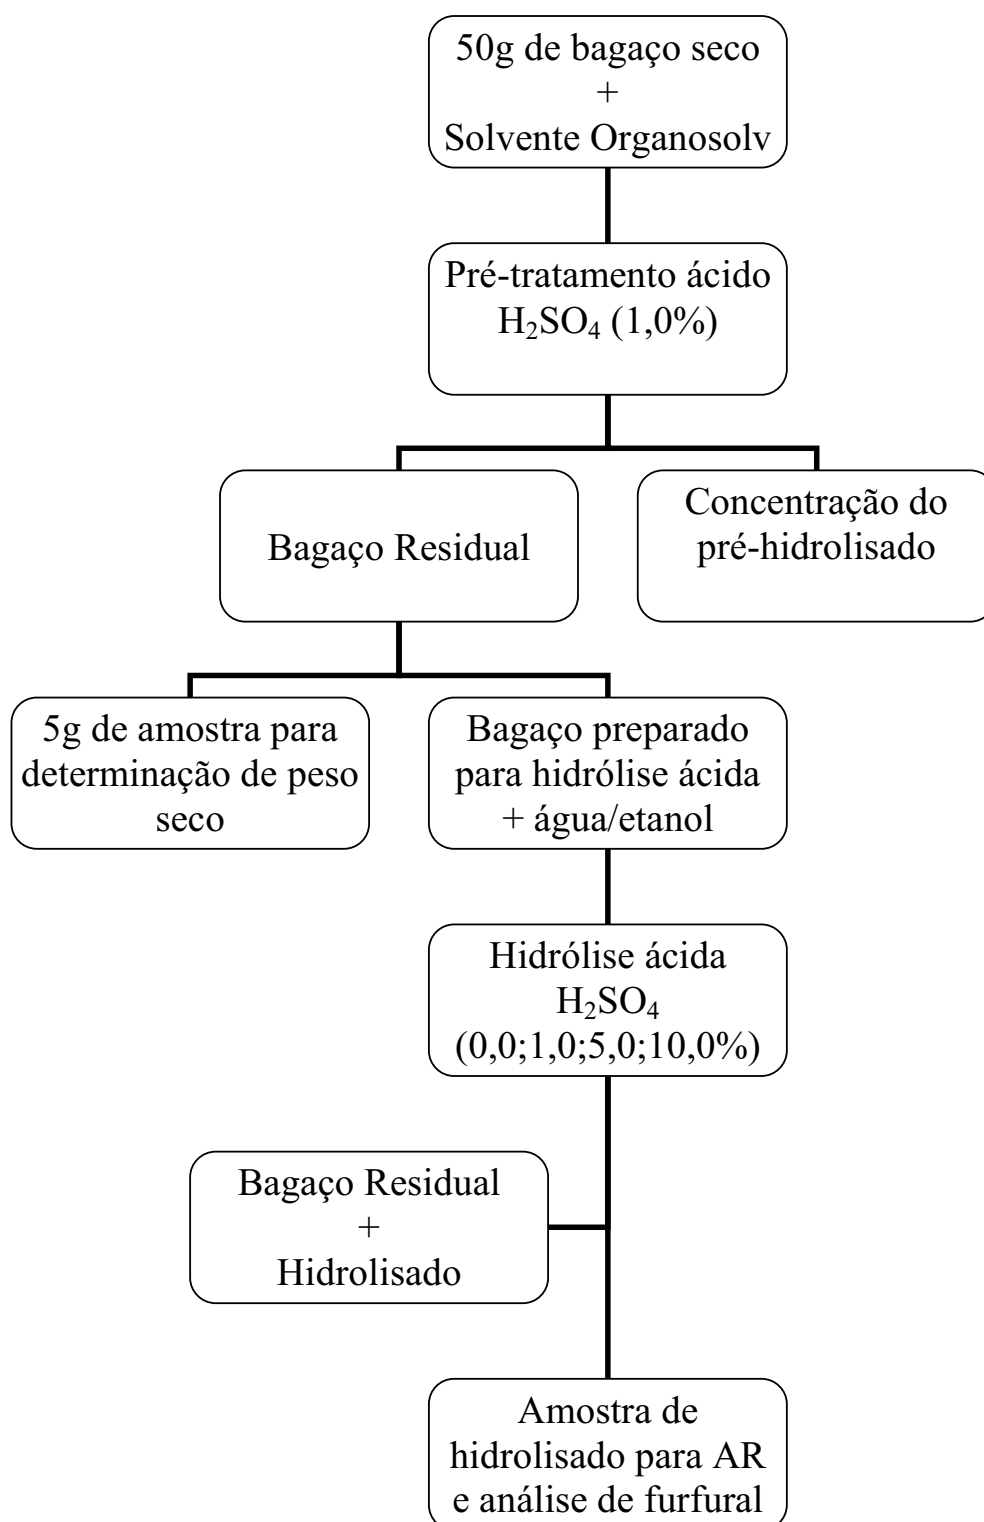 50g de bagaço seco
+
Solvente Organosolv
Pré-tratamento ácido
H₂SO₄ (1,0%)
Bagaço Residual
Concentração do
pré-hidrolisado
5g de amostra para
determinação de peso
seco
Bagaço preparado
para hidrólise ácida
+ água/etanol
Hidrólise ácida
H₂SO₄
(0,0;1,0;5,0;10,0%)
Bagaço Residual
+
Hidrolisado
Amostra de
hidrolisado para AR
e análise de furfural